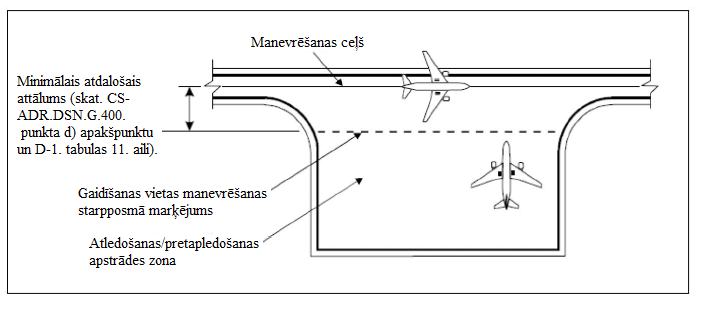 Manevrēšanas ceļš
Minimālais atdalošais
attālums (skat. CS-
ADR.DSN.G.400.
punkta d) apakšpunktu
un D-1. tabulas 11. aili).
Gaidīšanas vietas manevrēšanas
starpposmā marķējums
Atledošanas/pretapledošanas
apstrādes zona